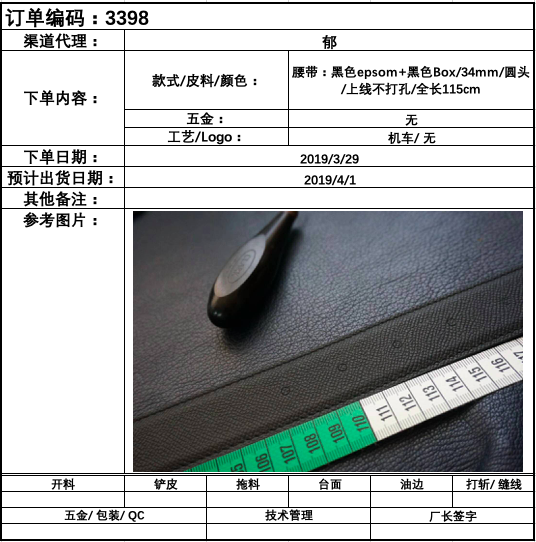 订单编码：3398
渠道代理： 郁
下单内容： 款式/皮料/颜色： 腰带：黑色epsom+黑色Box/34mm/圆头
/上线不打孔/全长115cm
五金： 无
工艺/Logo： 机车/ 无
下单日期： 2019/3/29
预计出货日期： 2019/4/1
其他备注：
参考图片：
106 107 108 109 110 111 112 113 114 115 116
开料 铲皮 拖料 台面 油边 打斩/ 缝线
五金/ 包装/ QC 技术管理 厂长签字